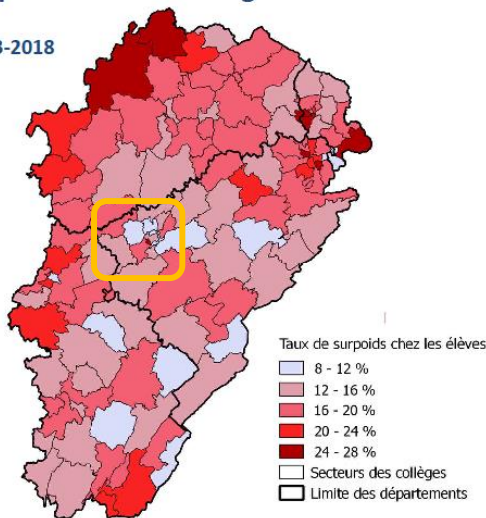 -2018
Taux de surpoids chez les élèves
8 - 12 %
12 - 16 %
16 - 20 %
20 - 24 %
24 - 28 %
Secteurs des collèges
Limite des départements